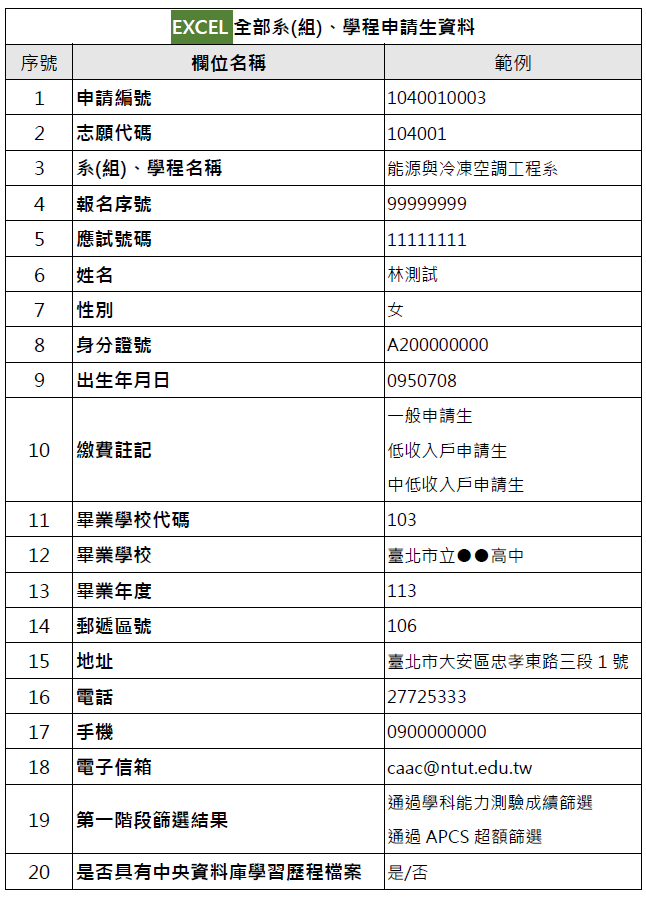 EXCEL 全部系(組)、學程申請生資料
序號 欄位名稱 範例
1 申請編號 1040010003
2 志願代碼 104001
3 系(組)、學程名稱 能源與冷凍空調工程系
4 報名序號 99999999
5 應試號碼 11111111
6 姓名 林測試
7 性別 女
8 身分證號 A200000000
9 出生年月日 0950708
10 繳費註記 一般申請生
低收入戶申請生
中低收入戶申請生
11 畢業學校代碼 103
12 畢業學校 臺北市立●●高中
13 畢業年度 113
14 郵遞區號 106
15 地址 臺北市大安區忠孝東路三段 1 號
16 電話 27725333
17 手機 0900000000
18 電子信箱 caac@ntut.edu.tw
19 第一階段篩選結果 通過學科能力測驗成績篩選
通過 APCS 超額篩選
20 是否具有中央資料庫學習歷程檔案 是/否